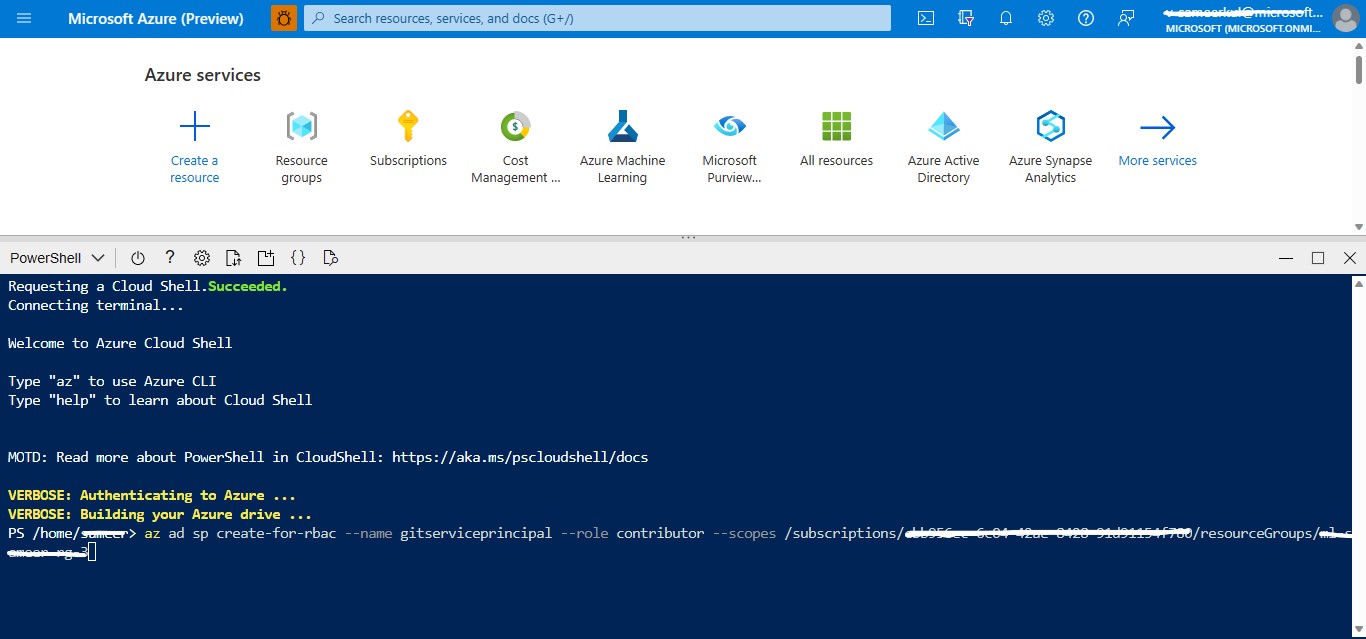 Microsoft Azure (Preview)
Search resources, services, and docs (G+/)
MICROSOFT (MICROSOFT.ONMI...
Azure services
Create a
resource
Resource
groups
Subscriptions
Cost
Management ...
Azure Machine
Learning
Microsoft
Purview...
All resources
Azure Active
Directory
Azure Synapse
Analytics
More services
PowerShell
Requesting a Cloud Shell.Succeeded.
Connecting terminal...
Welcome to Azure Cloud Shell
Type "az" to use Azure CLI
Type "help" to learn about Cloud Shell
MOTD: Read more about PowerShell in CloudShell: https://aka.ms/pscloudshell/docs
VERBOSE: Authenticating to Azure ...
VERBOSE: Building your Azure drive ...
PS /home/> az ad sp create-for-rbac --name gitserviceprincipal --role contributor --scopes /subscriptions//resourceGroups/